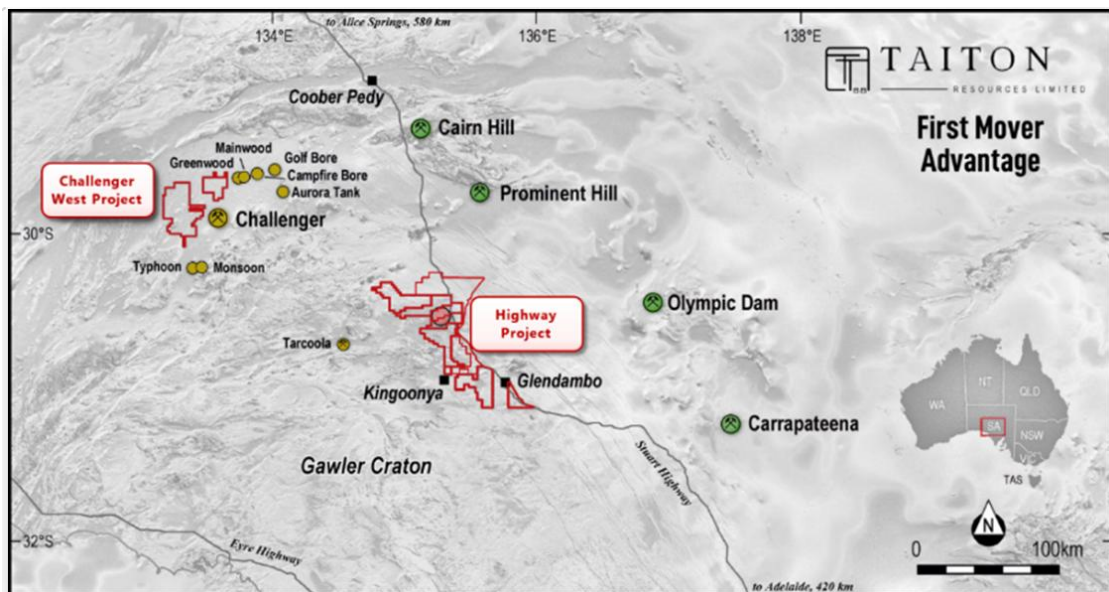 to Alice Springs, 580 km
134°E
136°E
138°E
TAITON
RESOURCES LIMITED
First Mover
Advantage
Coober Pedy
Cairn Hill
Mainwood
Golf Bore
Greenwood
Campfire Bore
Aurora Tank
Challenger
West Project
Prominent Hill
Challenger
30°S
Typhoon
Monsoon
Olympic Dam
Highway
Project
Tarcoola
Kingoonya
Glendambo
Carrapateena
Gawler Craton
Stuart Highway
WA
NT
QLD
SA
NSW
VIC
TAS
N
0
100km
32°S
Eyre Highway
to Adelaide, 420 km